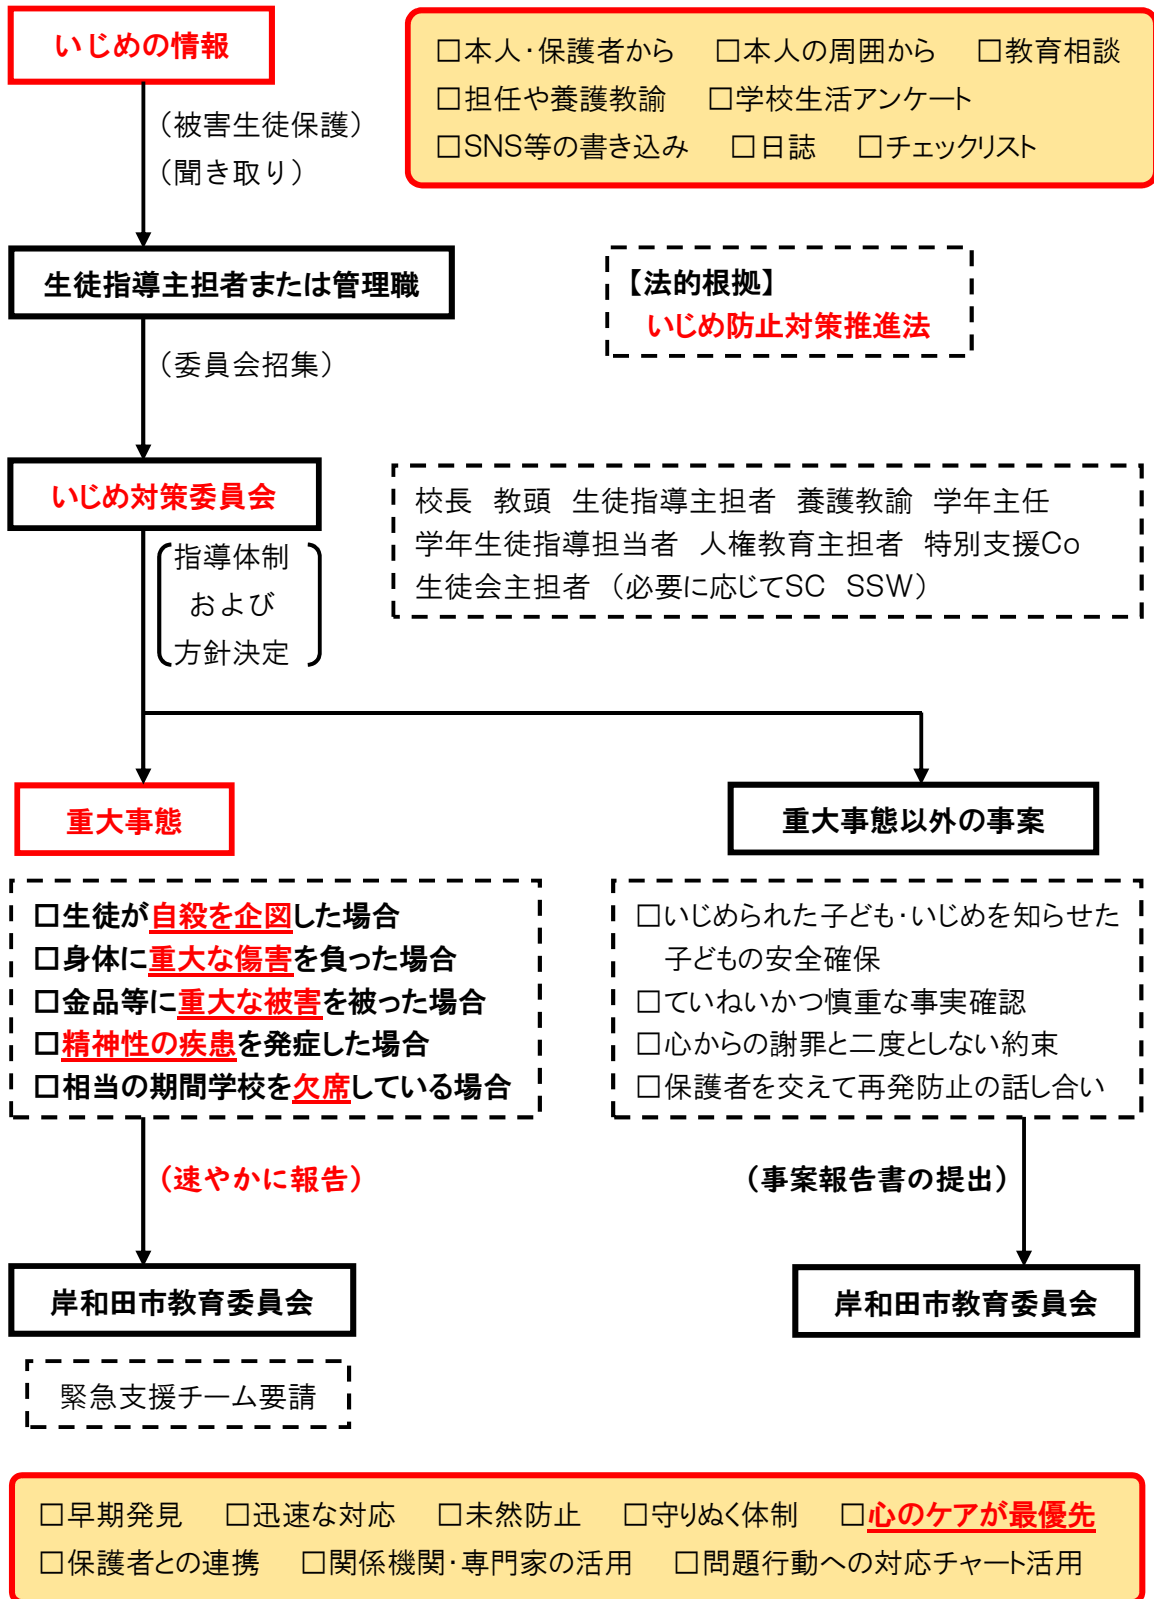 いじめの情報
□本人・保護者から　□本人の周囲から　□教育相談
□担任や養護教諭　□学校生活アンケート
□SNS等の書き込み　□日誌　□チェックリスト
（被害生徒保護）
（聞き取り）
生徒指導主担者または管理職
【法的根拠】
いじめ防止対策推進法
（委員会招集）
いじめ対策委員会
校長　教頭　生徒指導主担者　養護教諭　学年主任
学年生徒指導担当者　人権教育主担者　特別支援Co
生徒会主担者　（必要に応じてSC　SSW）
指導体制
および
方針決定
重大事態
□生徒が自殺を企図した場合
□身体に重大な傷害を負った場合
□金品等に重大な被害を被った場合
□精神性の疾患を発症した場合
□相当の期間学校を欠席している場合
（速やかに報告）
岸和田市教育委員会
緊急支援チーム要請
重大事態以外の事案
□いじめられた子ども・いじめを知らせた
子どもの安全確保
□ていねいかつ慎重な事実確認
□心からの謝罪と二度としない約束
□保護者を交えて再発防止の話し合い
（事案報告書の提出）
岸和田市教育委員会
□早期発見　□迅速な対応　□未然防止　□守りぬく体制　□心のケアが最優先
□保護者との連携　□関係機関・専門家の活用　□問題行動への対応チャート活用